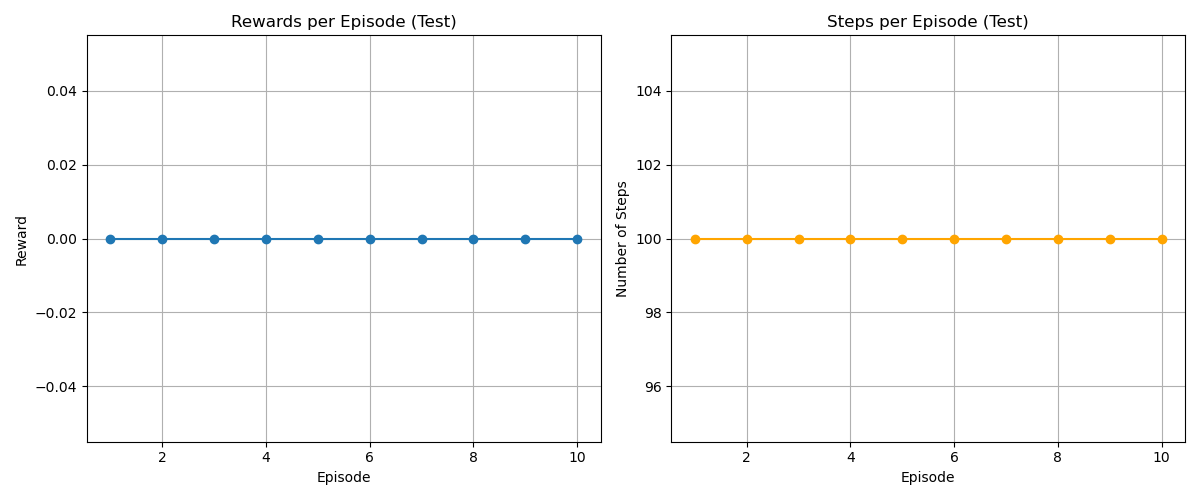 Rewards per Episode (Test)
0.04
0.02
0.00
−0.02
−0.04
Reward
2 4 6 8 10
Episode
Steps per Episode (Test)
104
102
100
98
96
Number of Steps
2 4 6 8 10
Episode